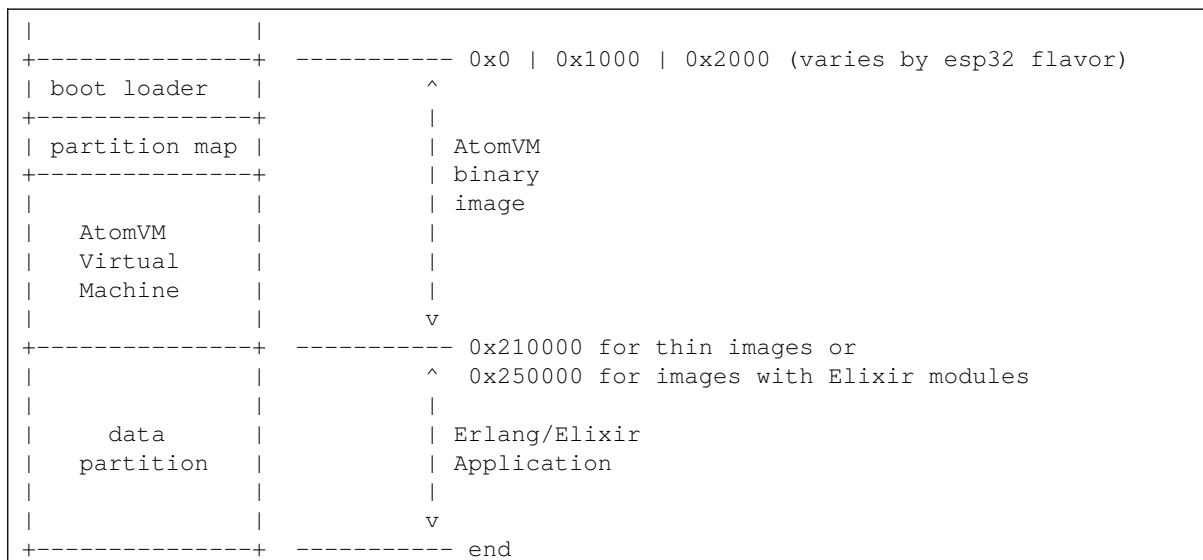 |               |
+---------------+  ----------- 0x0 | 0x1000 | 0x2000 (varies by esp32 flavor)
| boot loader   |           ^
+---------------+           |
| partition map |           | AtomVM
+---------------+           | binary
|               |           | image
|   AtomVM      |           |
|   Virtual     |           |
|   Machine     |           |
|               |           v
+---------------+  ----------- 0x210000 for thin images or
|               |           ^  0x250000 for images with Elixir modules
|               |           |
|     data      |           | Erlang/Elixir
|   partition   |           | Application
|               |           |
|               |           v
+---------------+  ----------- end